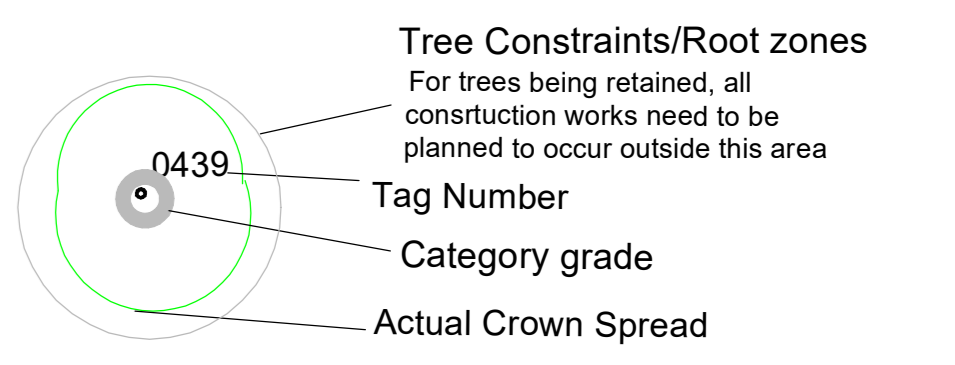 Tree Constraints/Root zones
For trees being retained, all
consrtuction works need to be
planned to occur outside this area
0439
Tag Number
Category grade
Actual Crown Spread